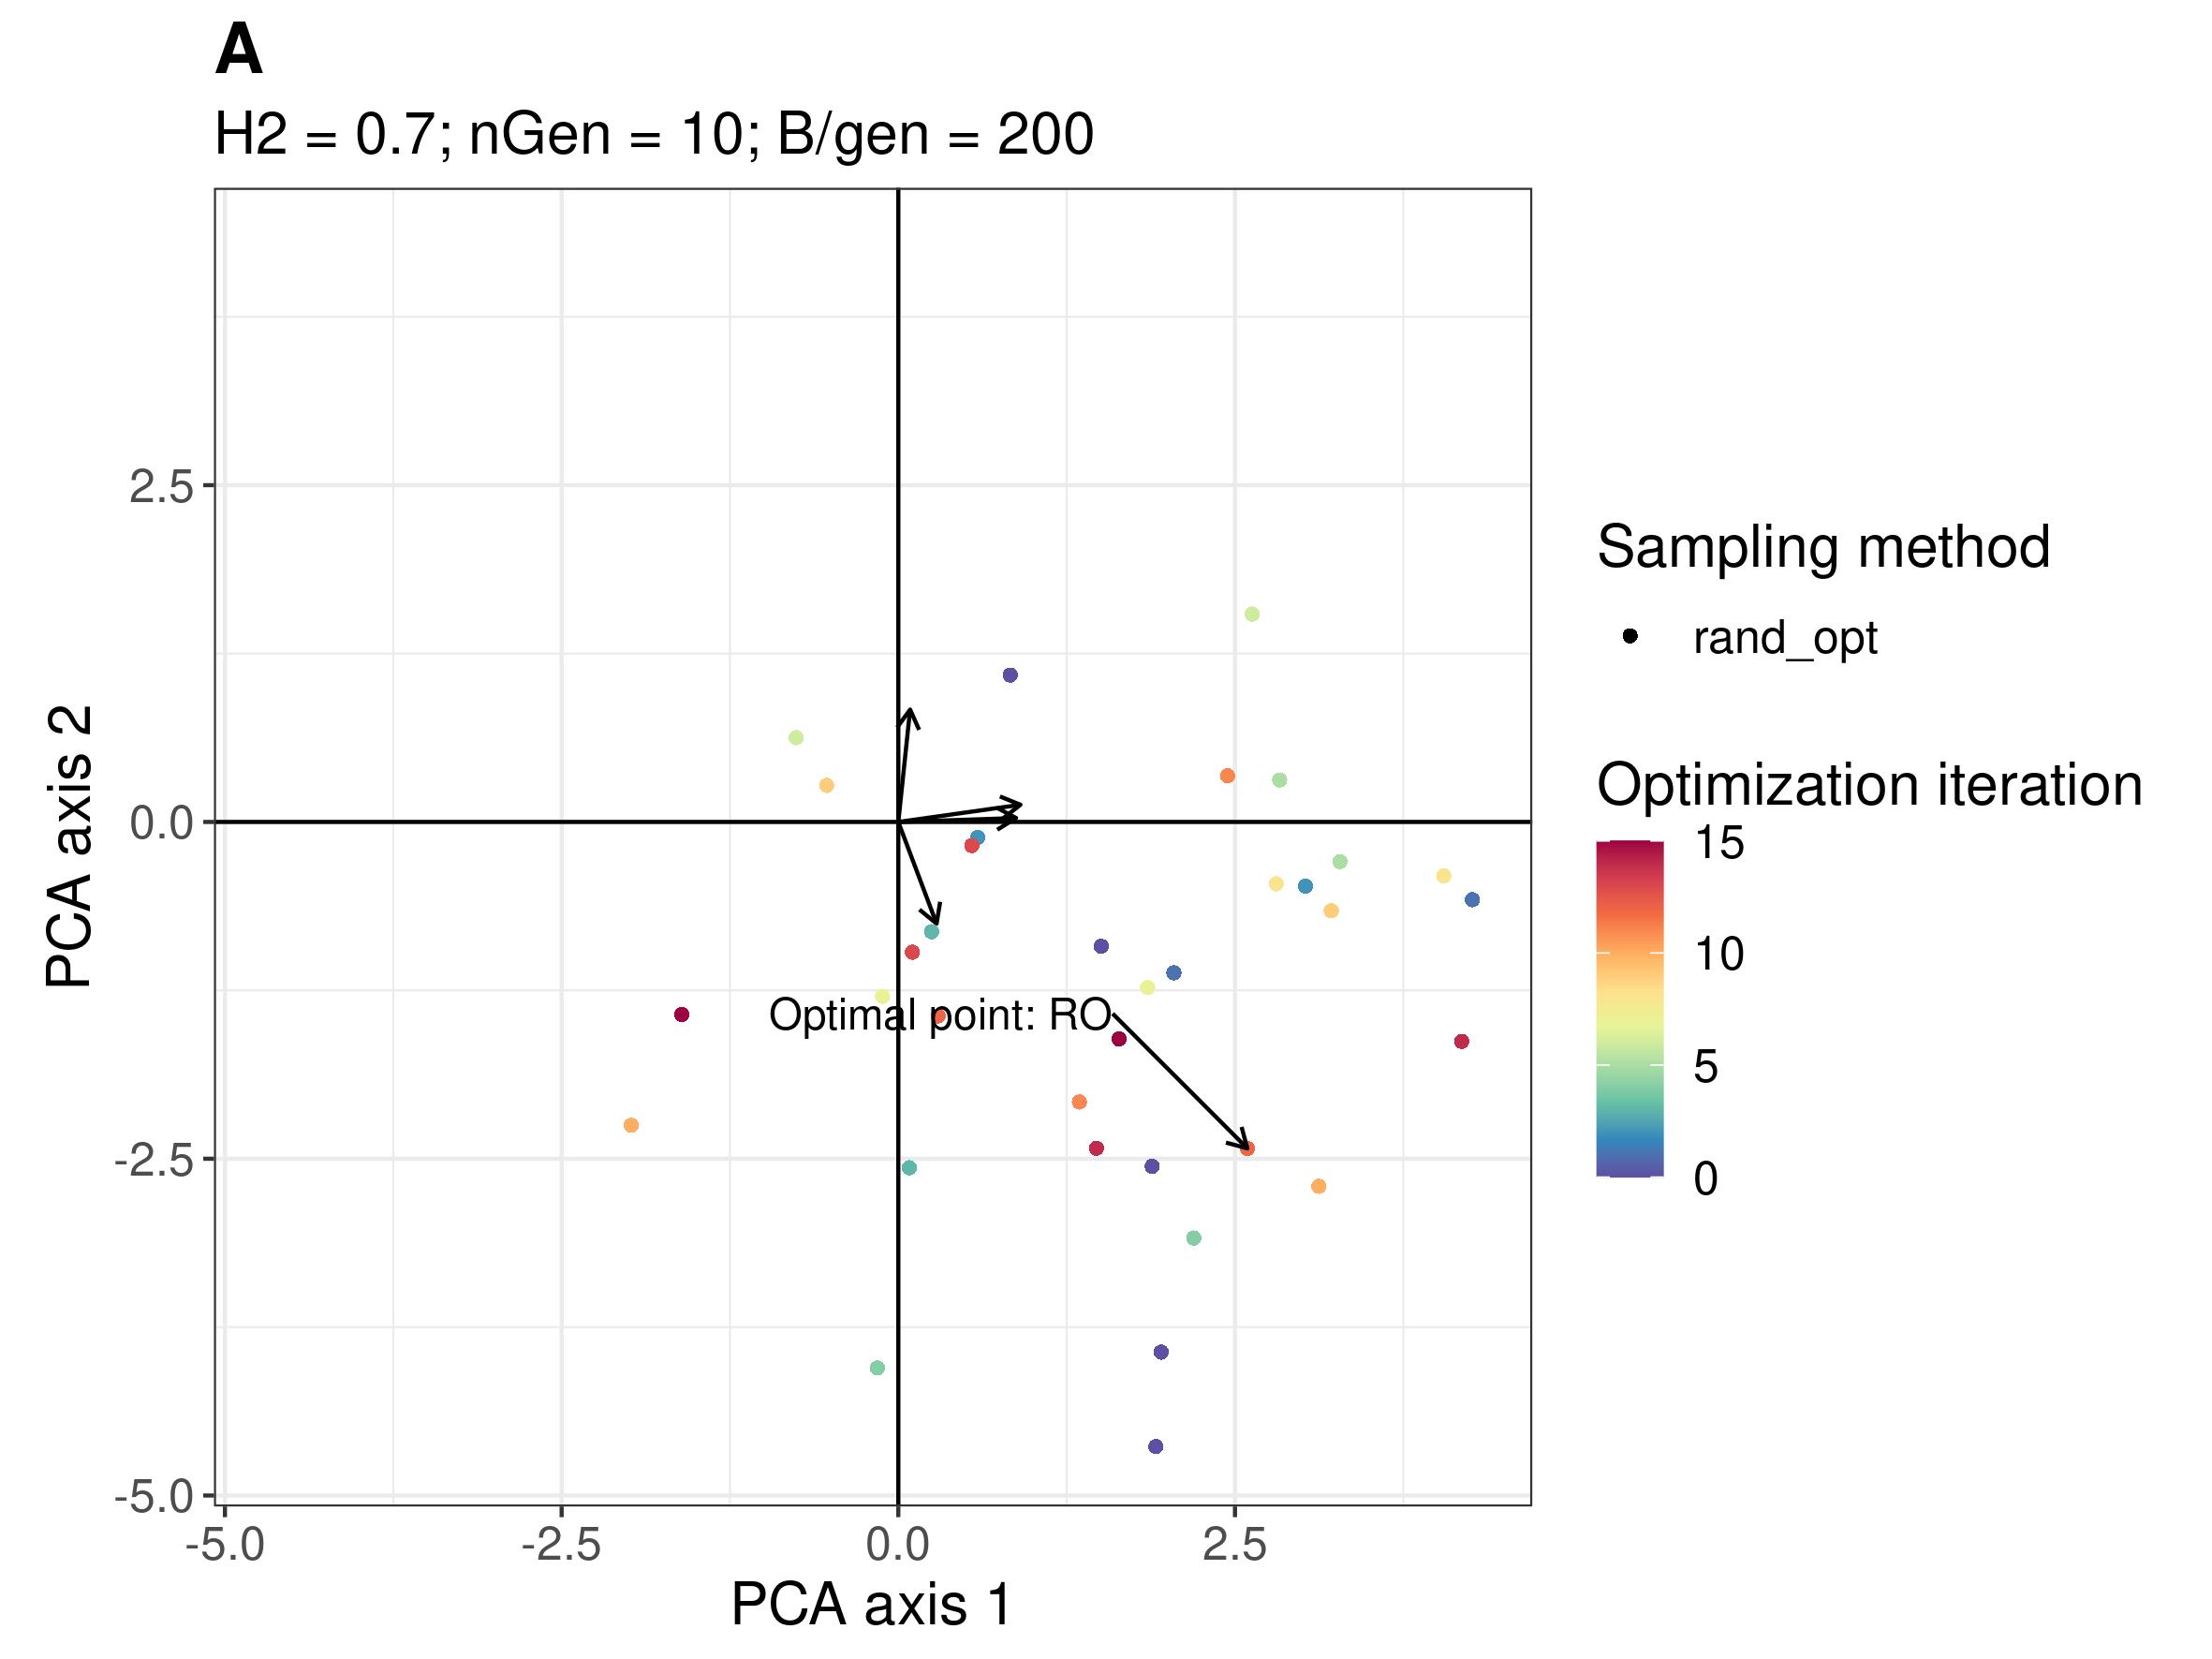 A
H2 = 0.7; nGen = 10; B/gen = 200
2.5
0.0
-2.5
-5.0
PCA axis 2
Optimal point: RO
-5.0
-2.5
0.0
2.5
PCA axis 1
Sampling method
rand_opt
Optimization iteration
15
10
5
0